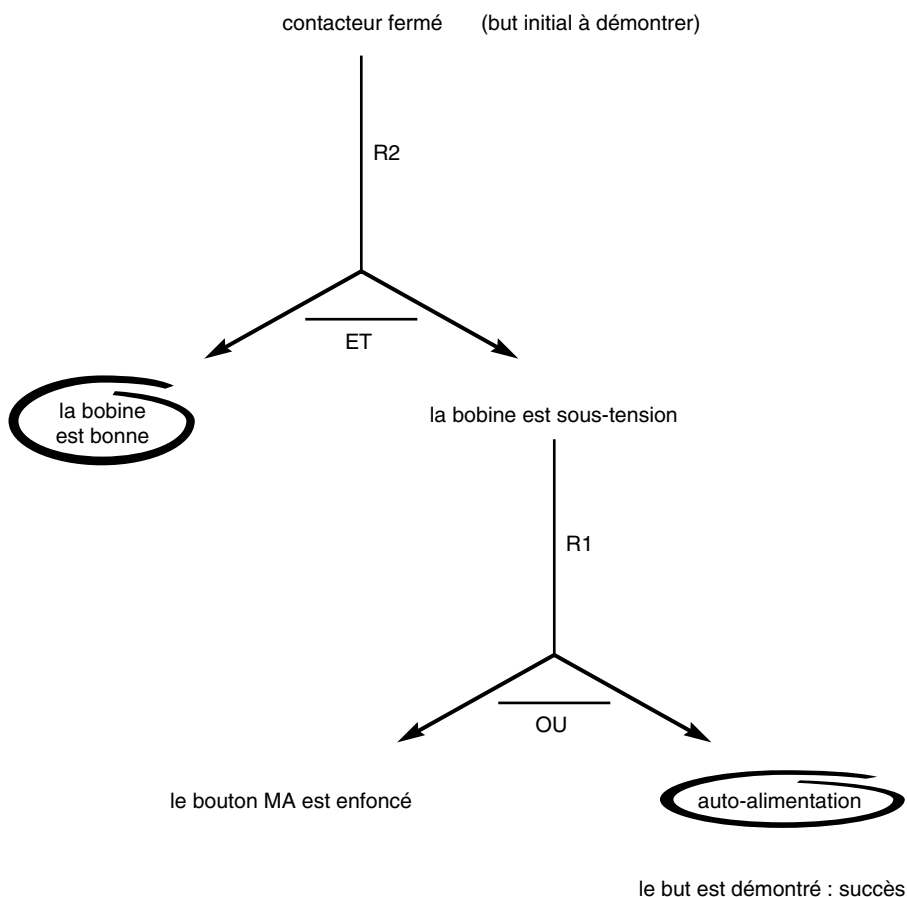 contacteur fermé (but initial à démontrer)
R2
ET
la bobine
est bonne
la bobine est sous-tension
R1
OU
le bouton MA est enfoncé
auto-alimentation
le but est démontré : succès